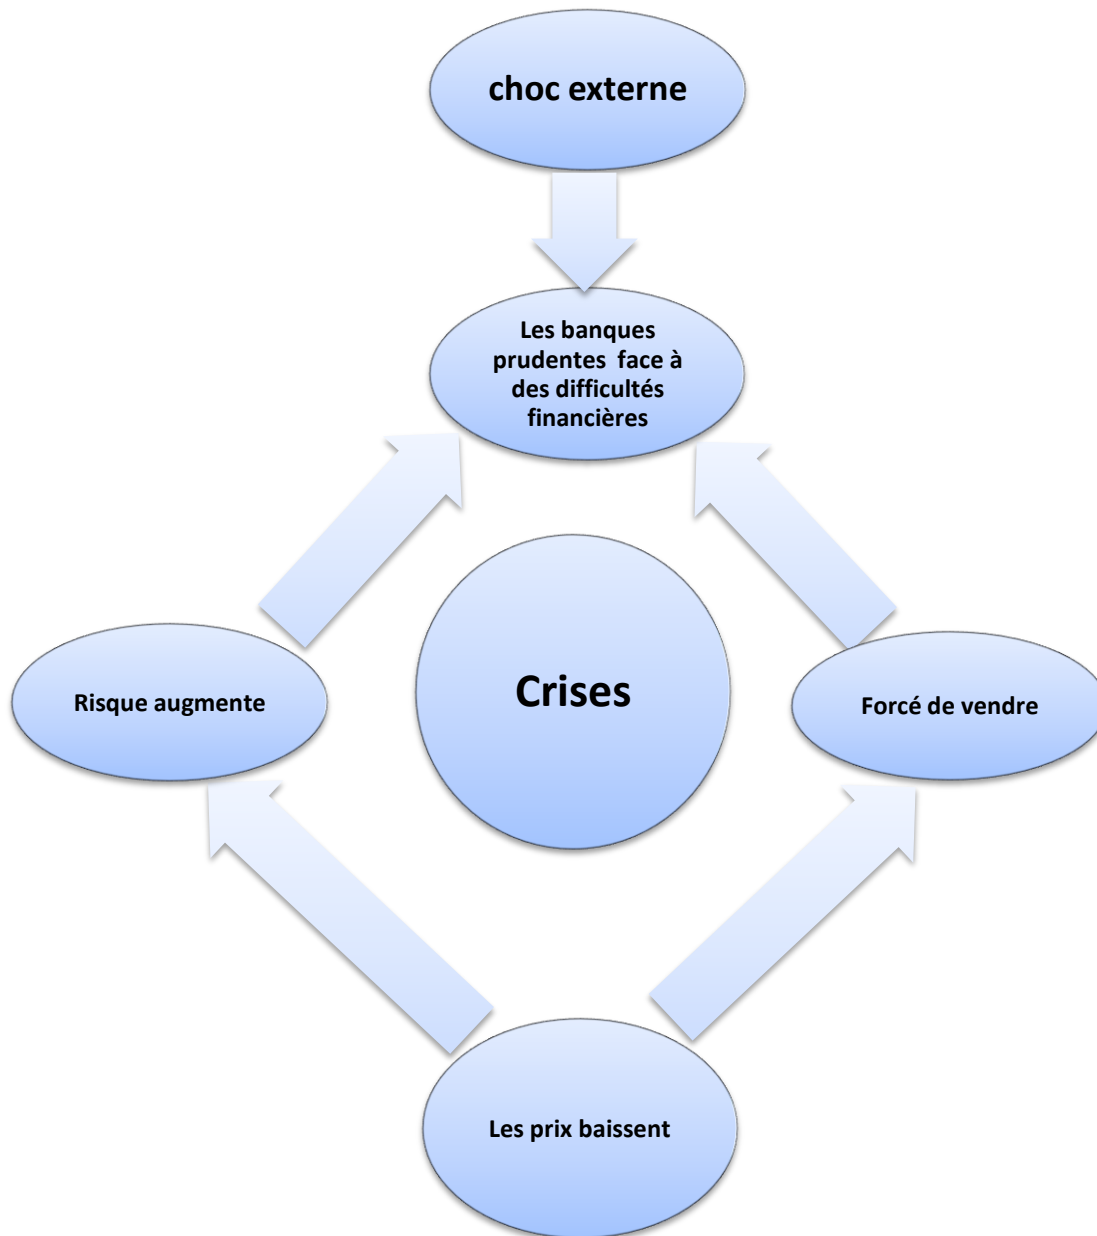 choc externe
Les banques
prudentes  face à
des difficultés
financières
Crises
Risque augmente
Forcé de vendre
Les prix baissent